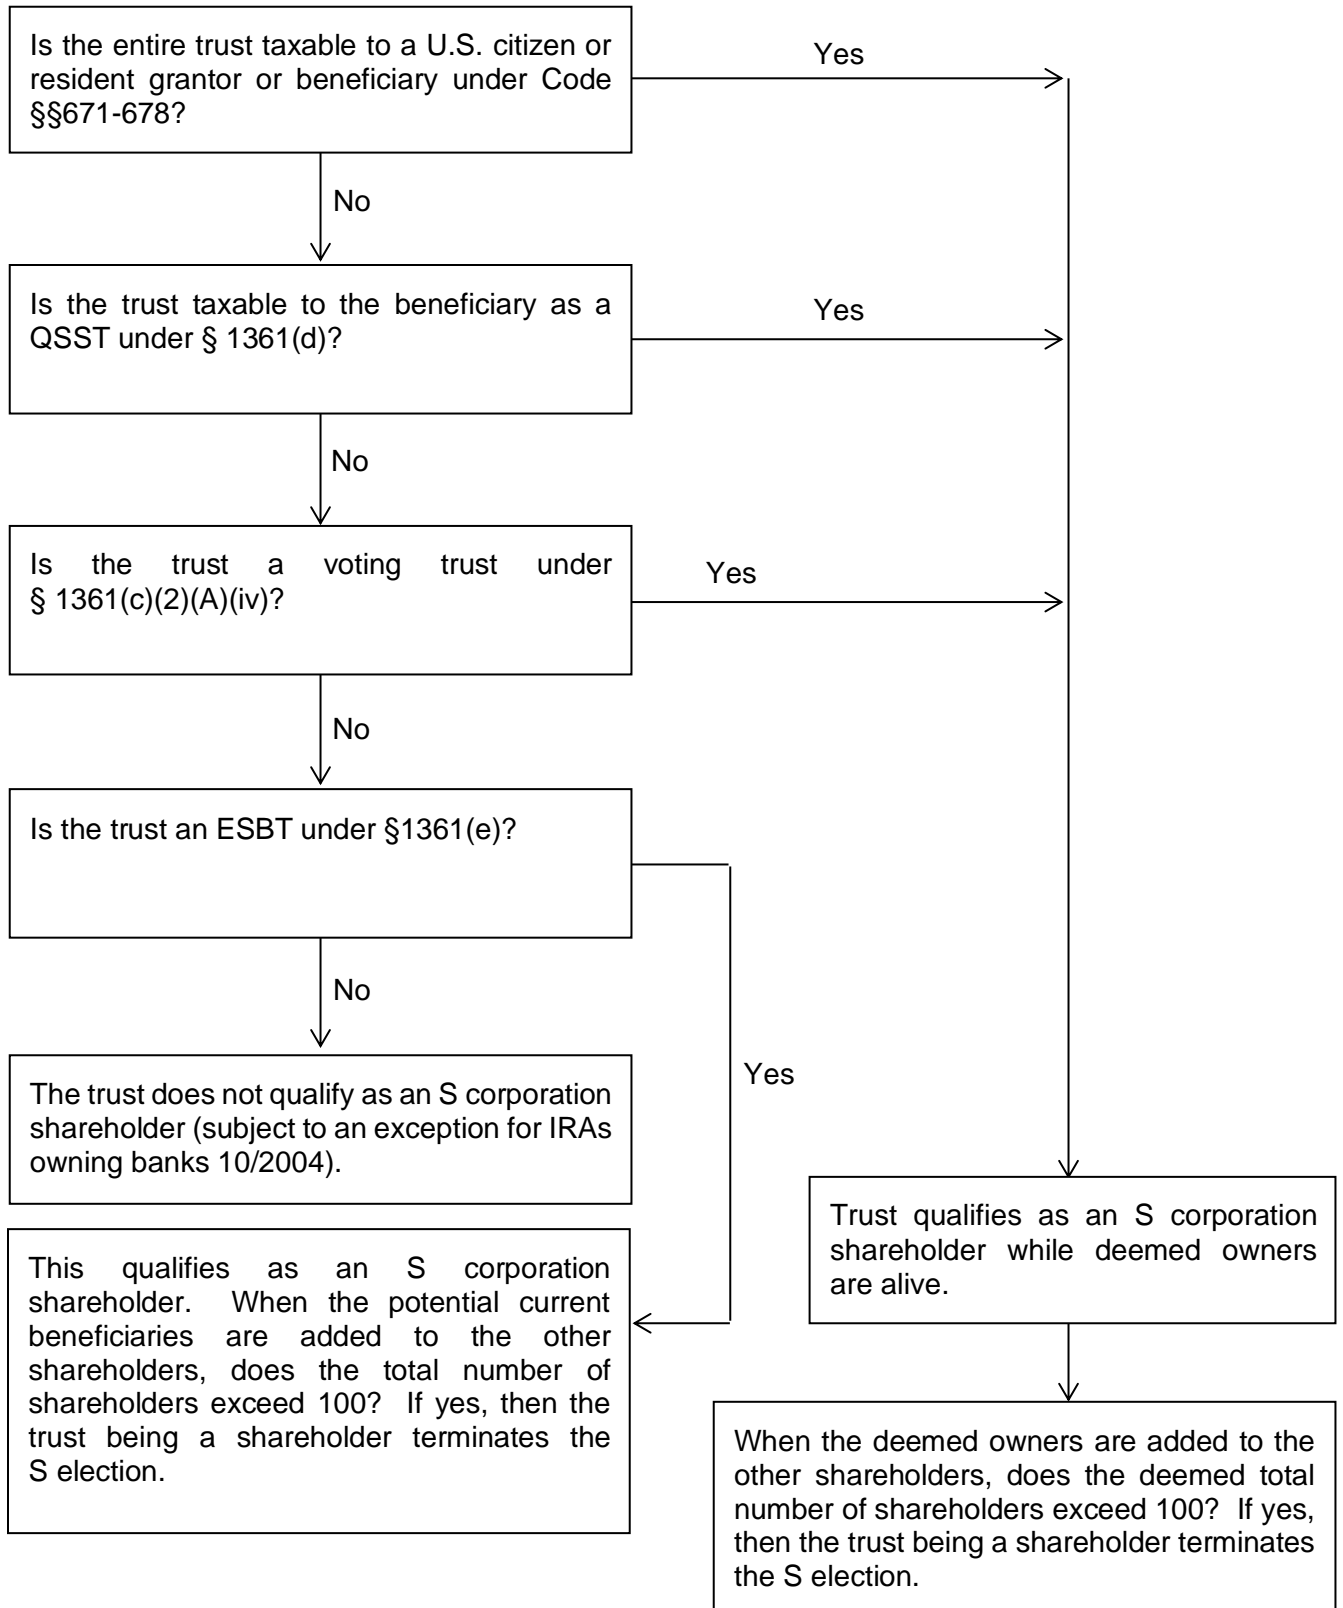 Is the entire trust taxable to a U.S. citizen or
resident grantor or beneficiary under Code
§§671-678?
Yes
No
Is the trust taxable to the beneficiary as a
QSST under § 1361(d)?
Yes
No
Is the trust a voting trust under
§ 1361(c)(2)(A)(iv)?
Yes
No
Is the trust an ESBT under §1361(e)?
No
Yes
The trust does not qualify as an S corporation
shareholder (subject to an exception for IRAs
owning banks 10/2004).
This qualifies as an S corporation
shareholder. When the potential current
beneficiaries are added to the other
shareholders, does the total number of
shareholders exceed 100? If yes, then the
trust being a shareholder terminates the
S election.
Trust qualifies as an S corporation
shareholder while deemed owners
are alive.
When the deemed owners are added to the
other shareholders, does the deemed total
number of shareholders exceed 100? If yes,
then the trust being a shareholder terminates
the S election.